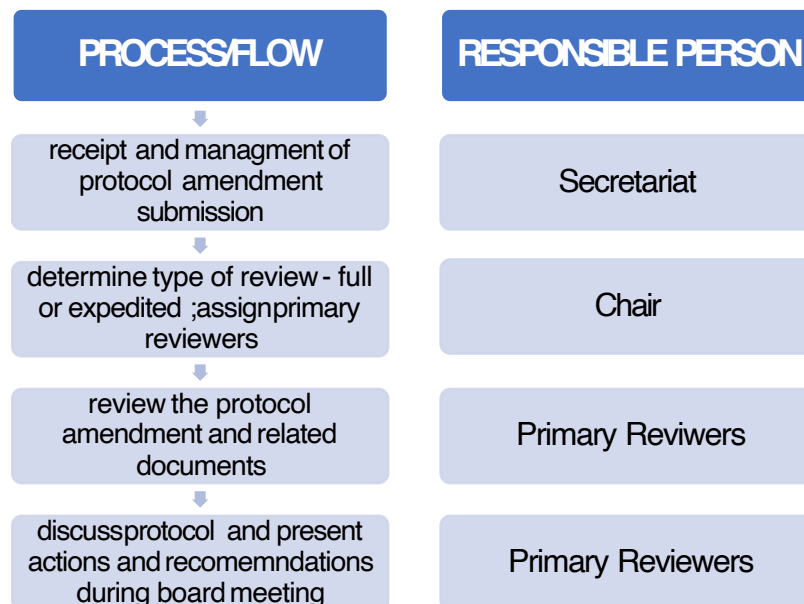 PROCESS/FLOW
RESPONSIBLE PERSON
receipt and managment of
protocol amendment
submission
Secretariat
determine type of review - full
or expedited ;assignprimary
reviewers
Chair
review the protocol
amendment and related
documents
Primary Reviwers
discussprotocol and present
actions and recomemndations
during board meeting
Primary Reviewers